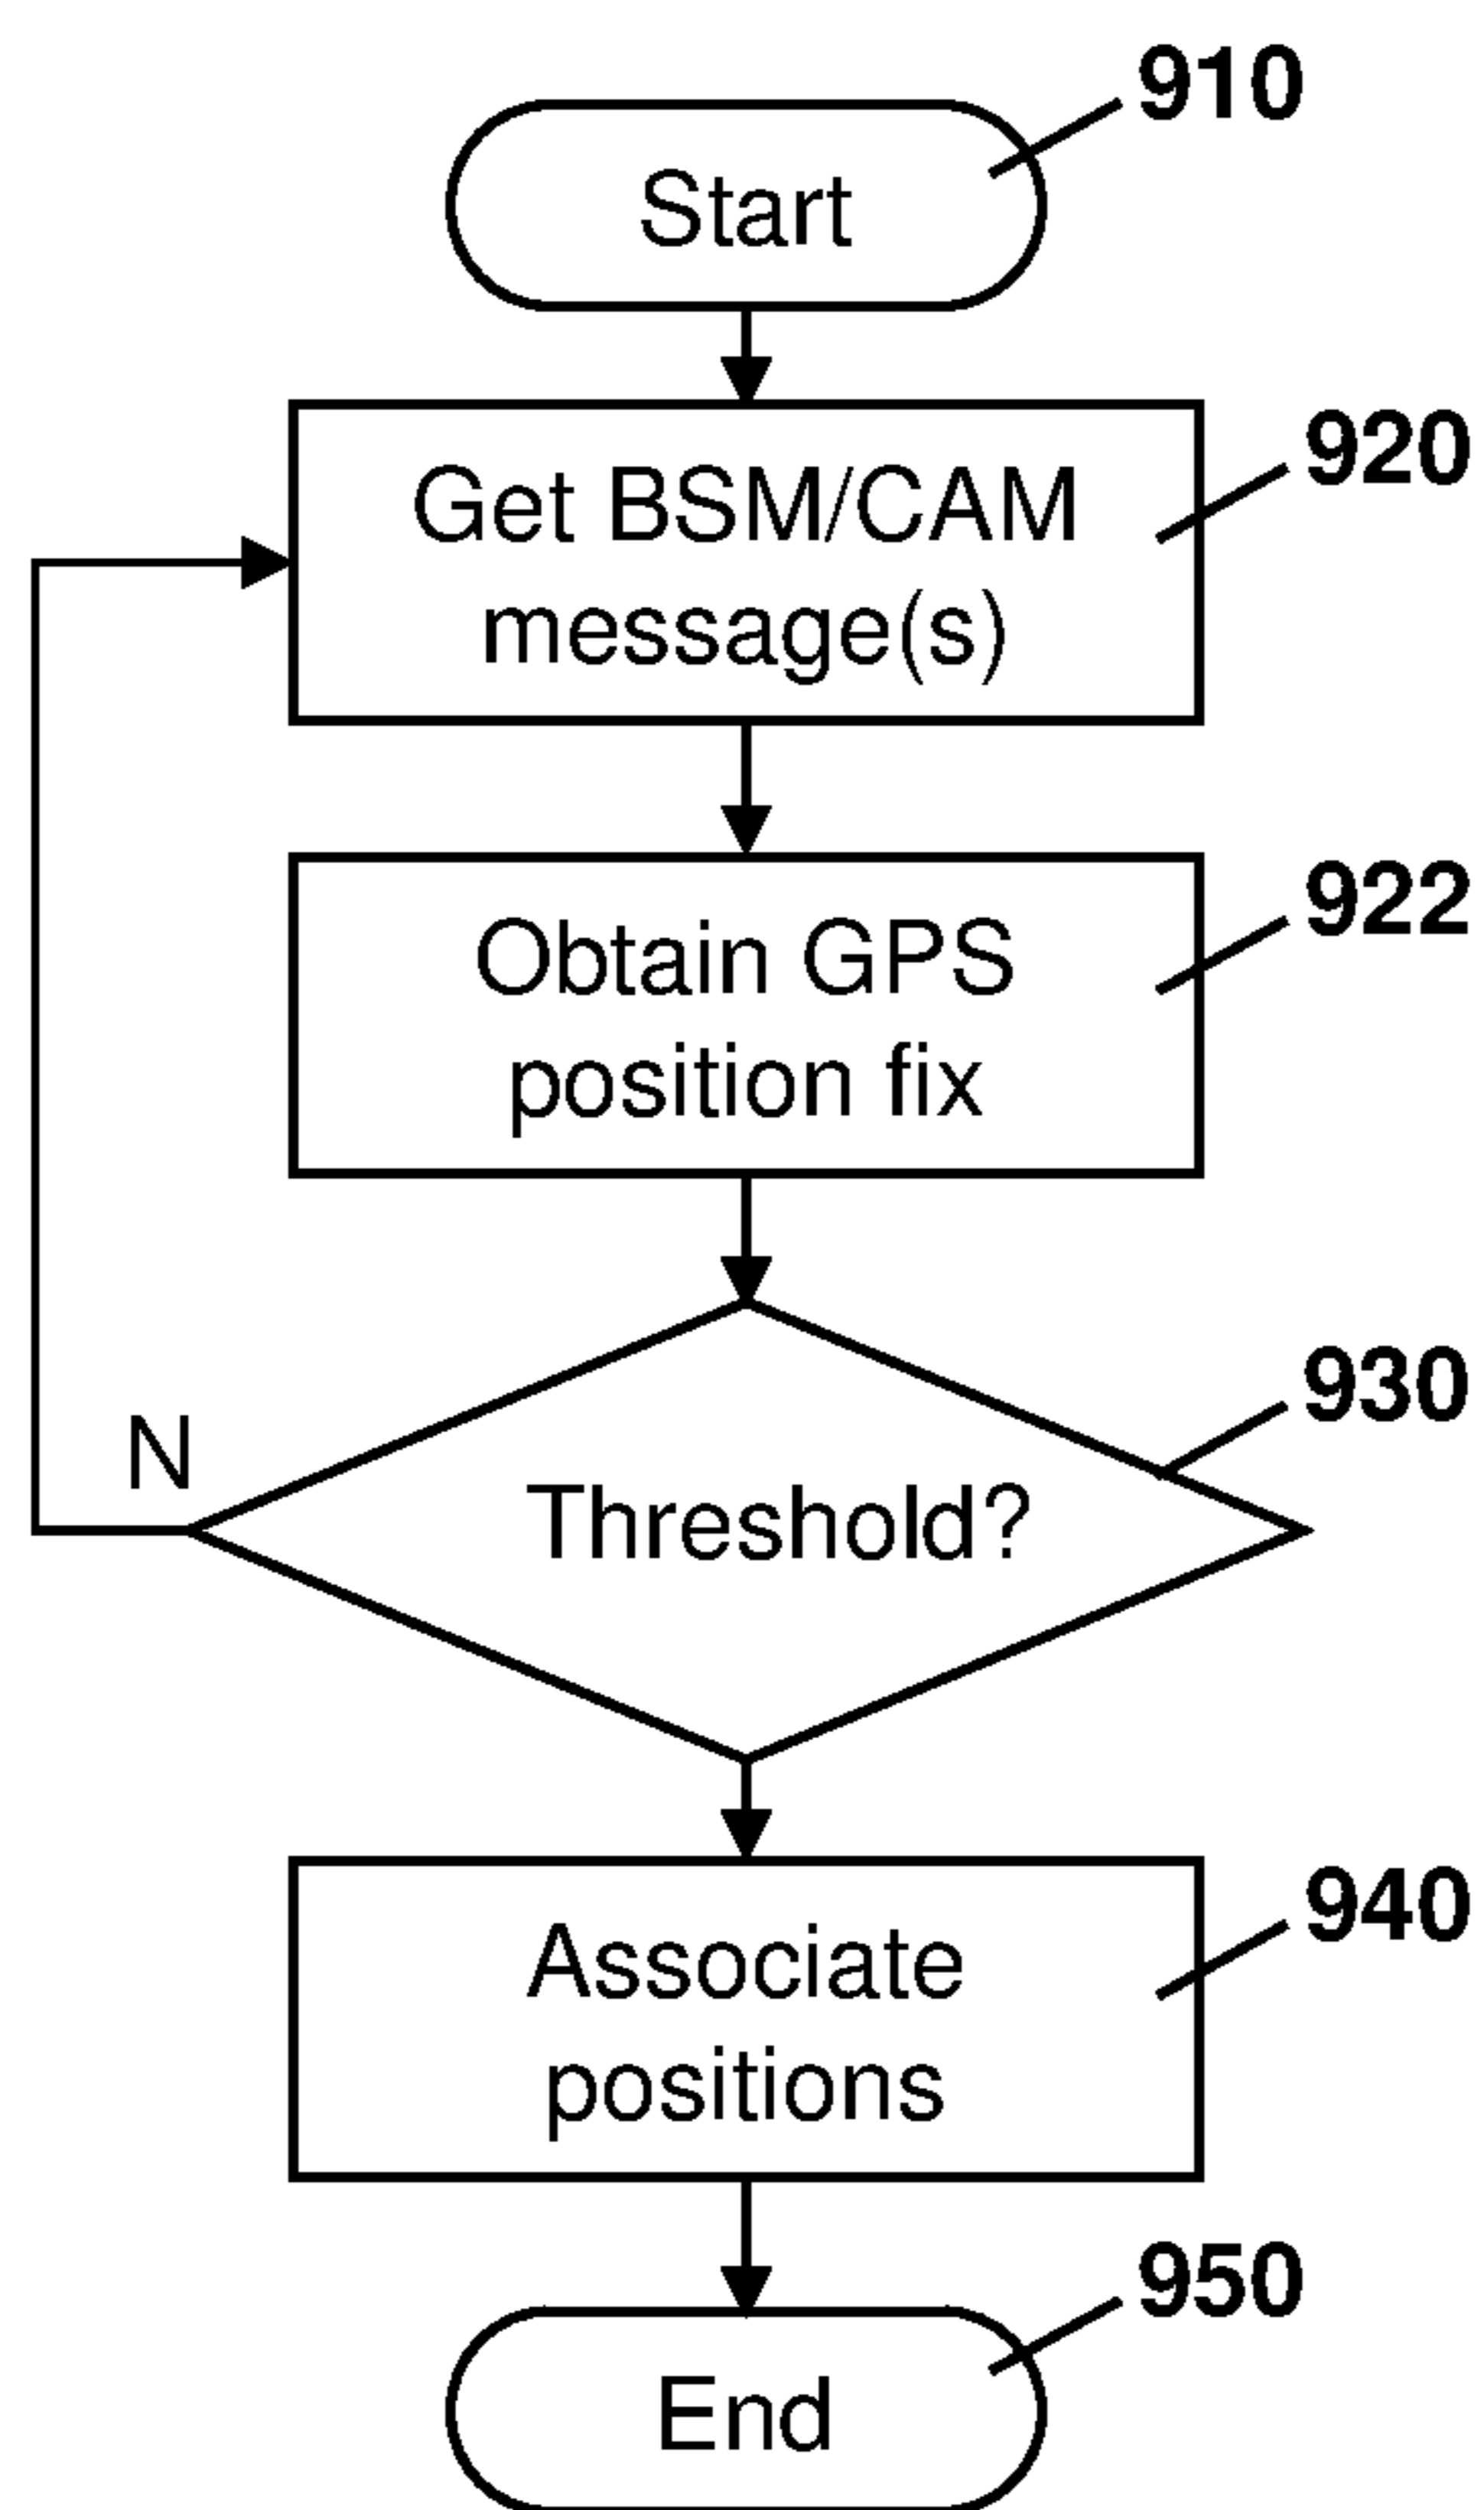 910
Start
920
Get BSM/CAM
message(s)
922
Obtain GPS
position fix
930
N
Threshold?
940
Associate
positions
950
End